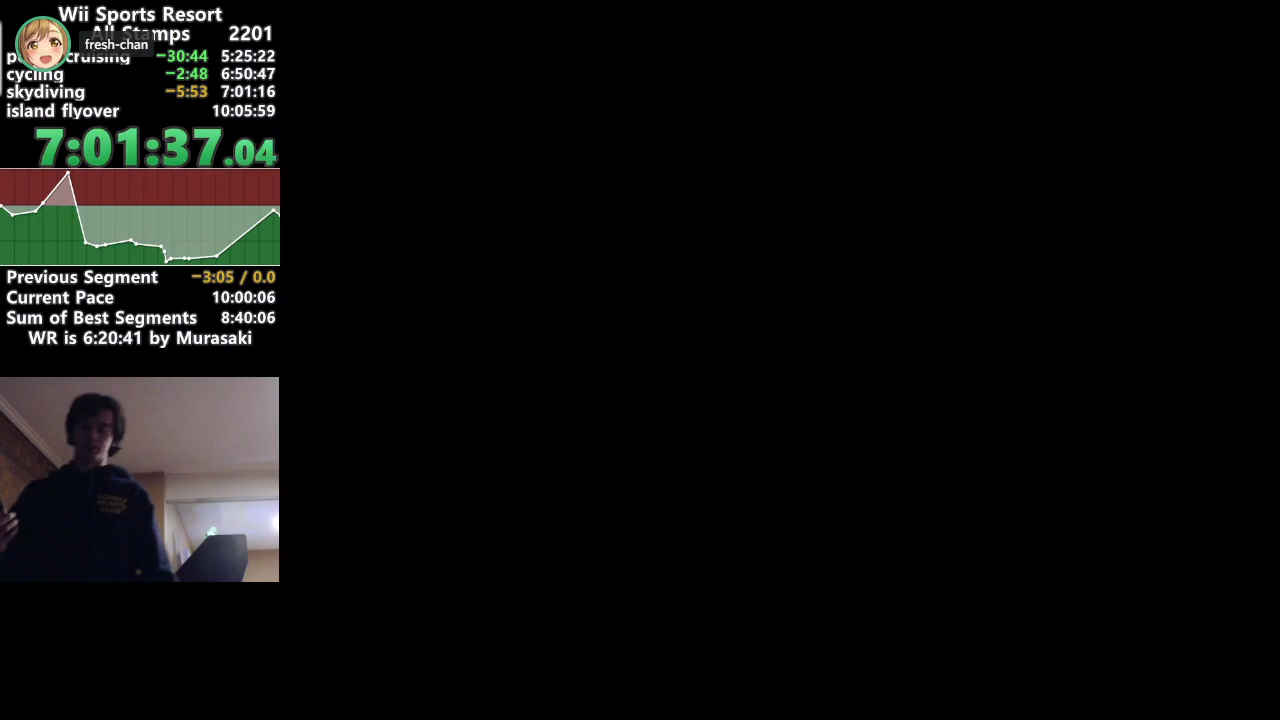 Wii Sports Resort
All Stamps 2201
fresh-chan
cruising −30:44 5:25:22
cycling −2:48 6:50:47
skydiving −5:53 7:01:16
island flyover 10:05:59
7:01:37.04
Previous Segment −3:05 / 0.0
Current Pace 10:00:06
Sum of Best Segments 8:40:06
WR is 6:20:41 by Murasaki